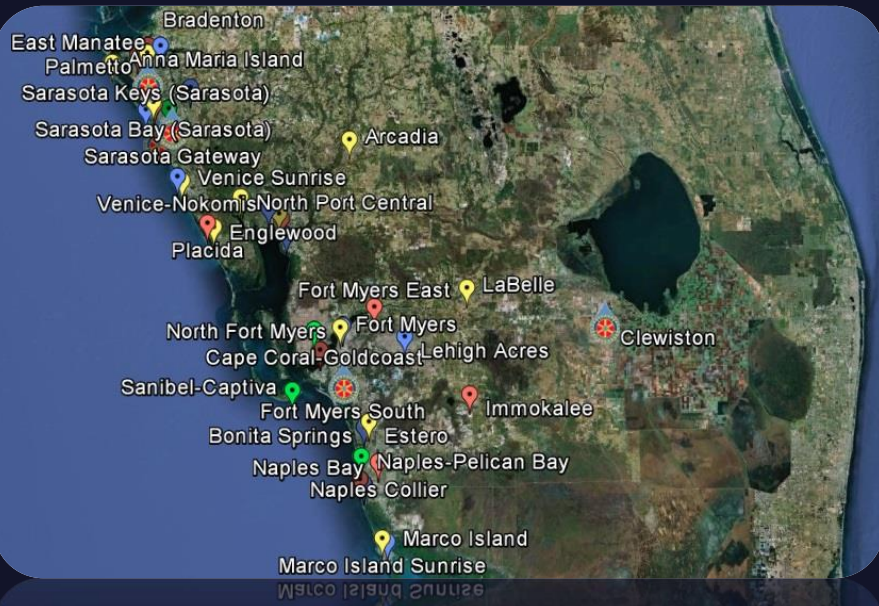 Bradenton
East Manatee
Palmetto
Anna Maria Island
Sarasota Keys (Sarasota)
Sarasota Bay (Sarasota)
Arcadia
Sarasota Gateway
Venice Sunrise
Venice-Nokomis
North Port Central
Englewood
Placida
LaBelle
Fort Myers East
North Fort Myers
Fort Myers
Clewiston
Cape Coral-Goldcoast
Lehigh Acres
Sanibel-Captiva
Fort Myers South
Immokalee
Bonita Springs
Estero
Naples Bay
Naples-Pelican Bay
Naples Collier
Marco Island
Marco Island Sunrise